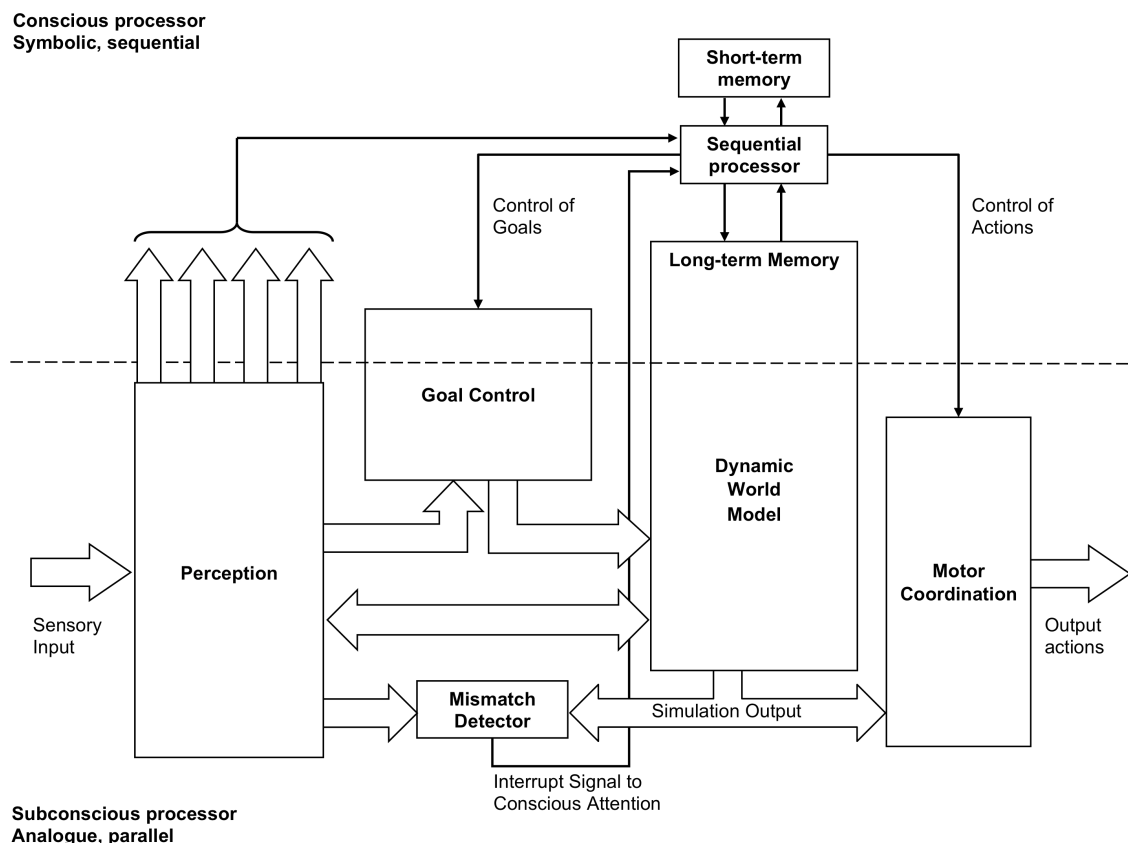 Conscious processor
Symbolic, sequential
Short-term
memory
Sequential
processor
Control of
Goals
Control of
Actions
Long-term Memory
Goal Control
Dynamic
World
Model
Perception
Motor
Coordination
Sensory
Input
Output
actions
Mismatch
Detector
Simulation Output
Interrupt Signal to
Conscious Attention
Subconscious processor
Analogue, parallel